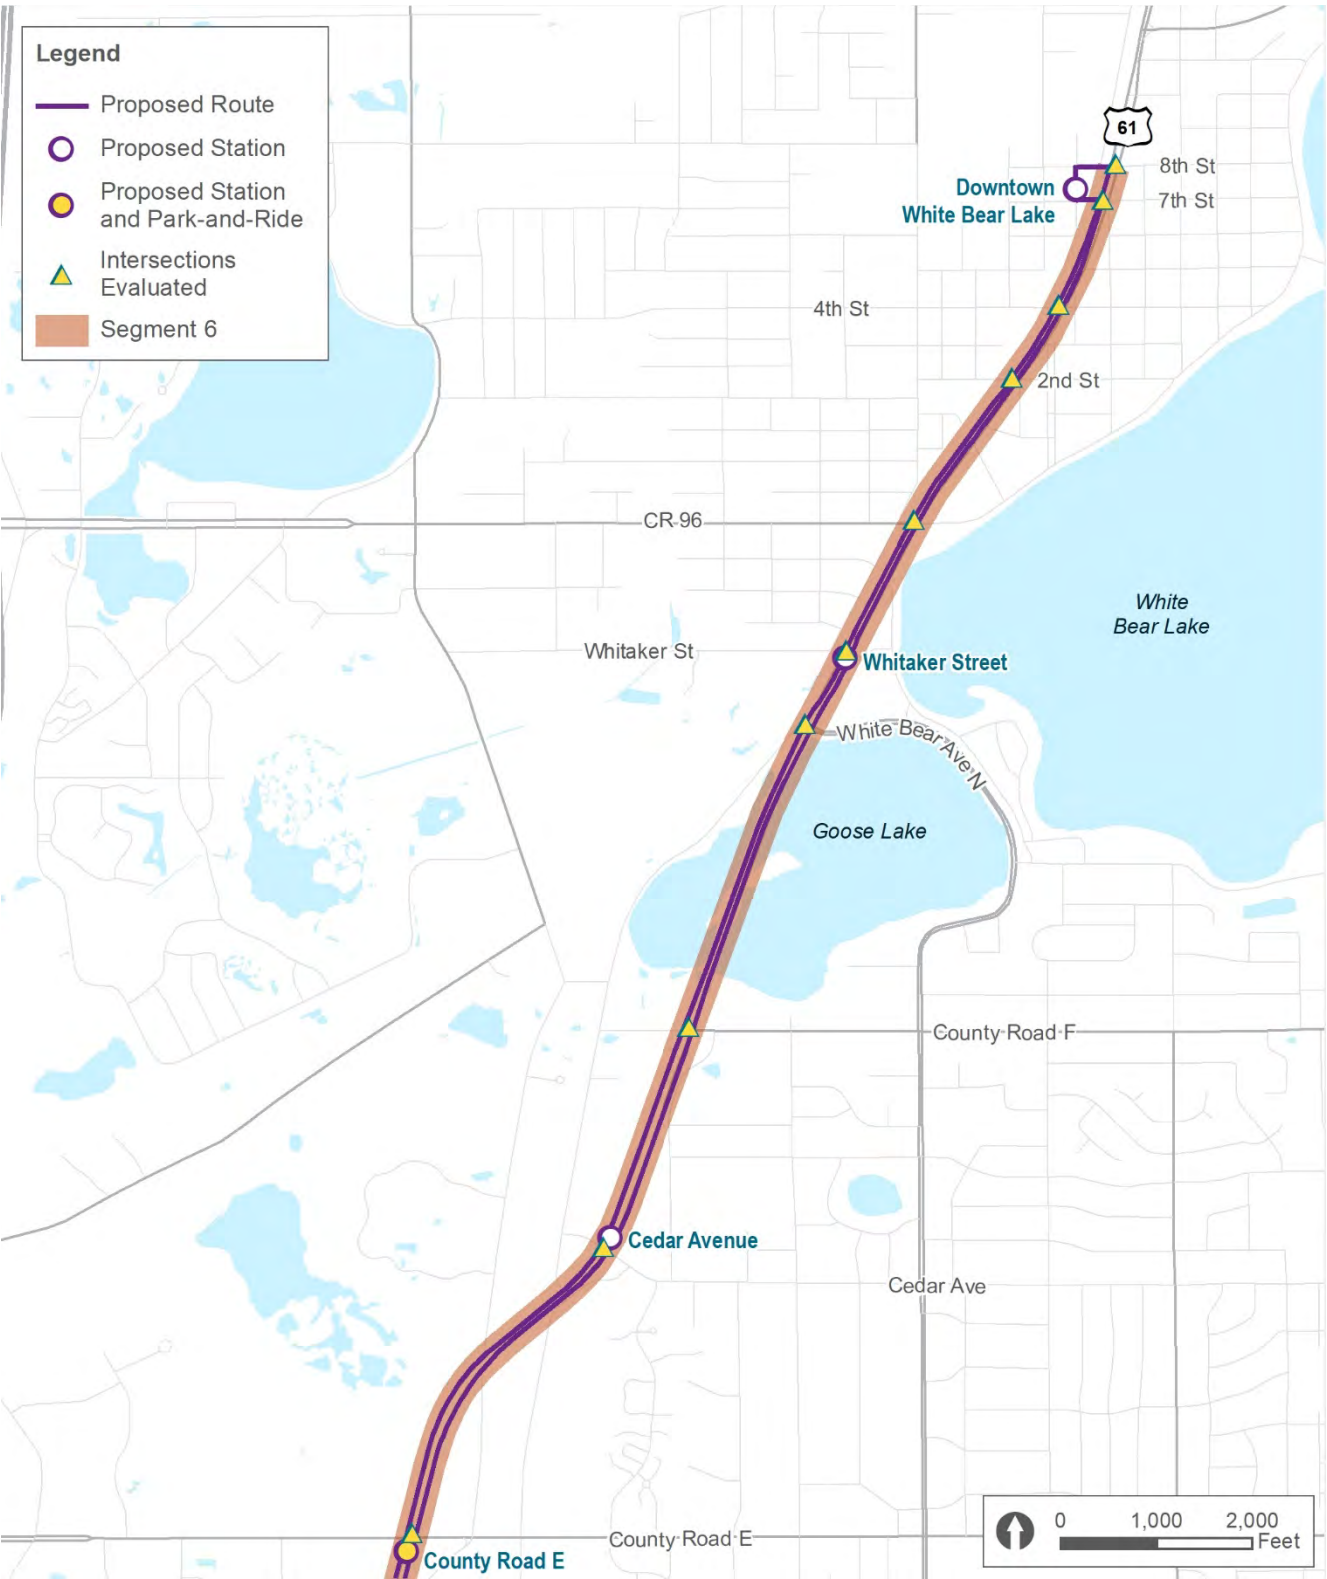 Legend
Proposed Route
Proposed Station
Proposed Station
and Park-and-Ride
Intersections
Evaluated
Segment 6
61
8th St
7th St
Downtown
White Bear Lake
4th St
2nd St
CR 96
White
Bear Lake
Whitaker St
Whitaker Street
White Bear Ave N
Goose Lake
County Road F
Cedar Avenue
Cedar Ave
County Road E
County Road E
0 1,000 2,000
Feet